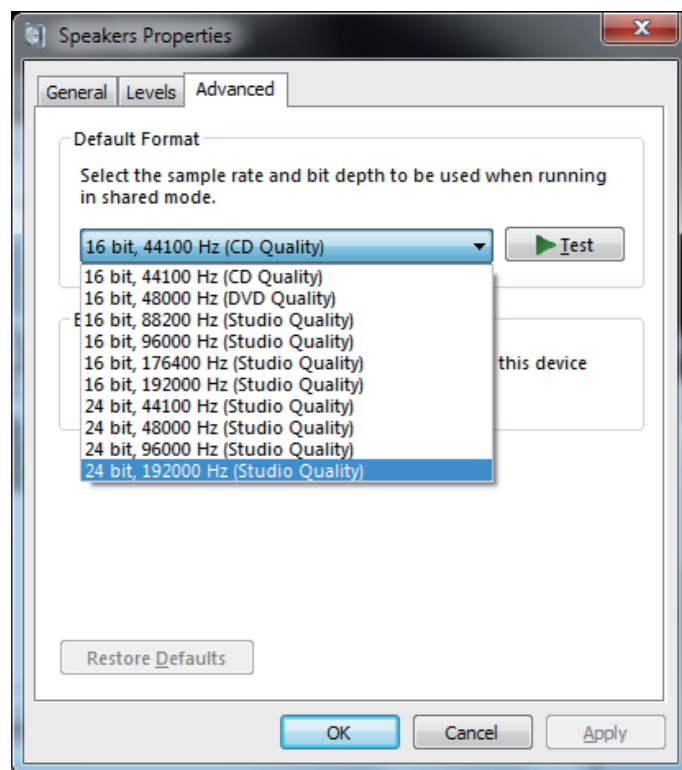 Speakers Properties
General Levels Advanced
Default Format
Select the sample rate and bit depth to be used when running
in shared mode.
16 bit, 44100 Hz (CD Quality)
Test
16 bit, 44100 Hz (CD Quality)
16 bit, 48000 Hz (DVD Quality)
E
16 bit, 88200 Hz (Studio Quality)
16 bit, 96000 Hz (Studio Quality)
16 bit, 176400 Hz (Studio Quality)
this device
16 bit, 192000 Hz (Studio Quality)
24 bit, 44100 Hz (Studio Quality)
24 bit, 48000 Hz (Studio Quality)
24 bit, 96000 Hz (Studio Quality)
24 bit, 192000 Hz (Studio Quality)
Restore Defaults
OK Cancel Apply